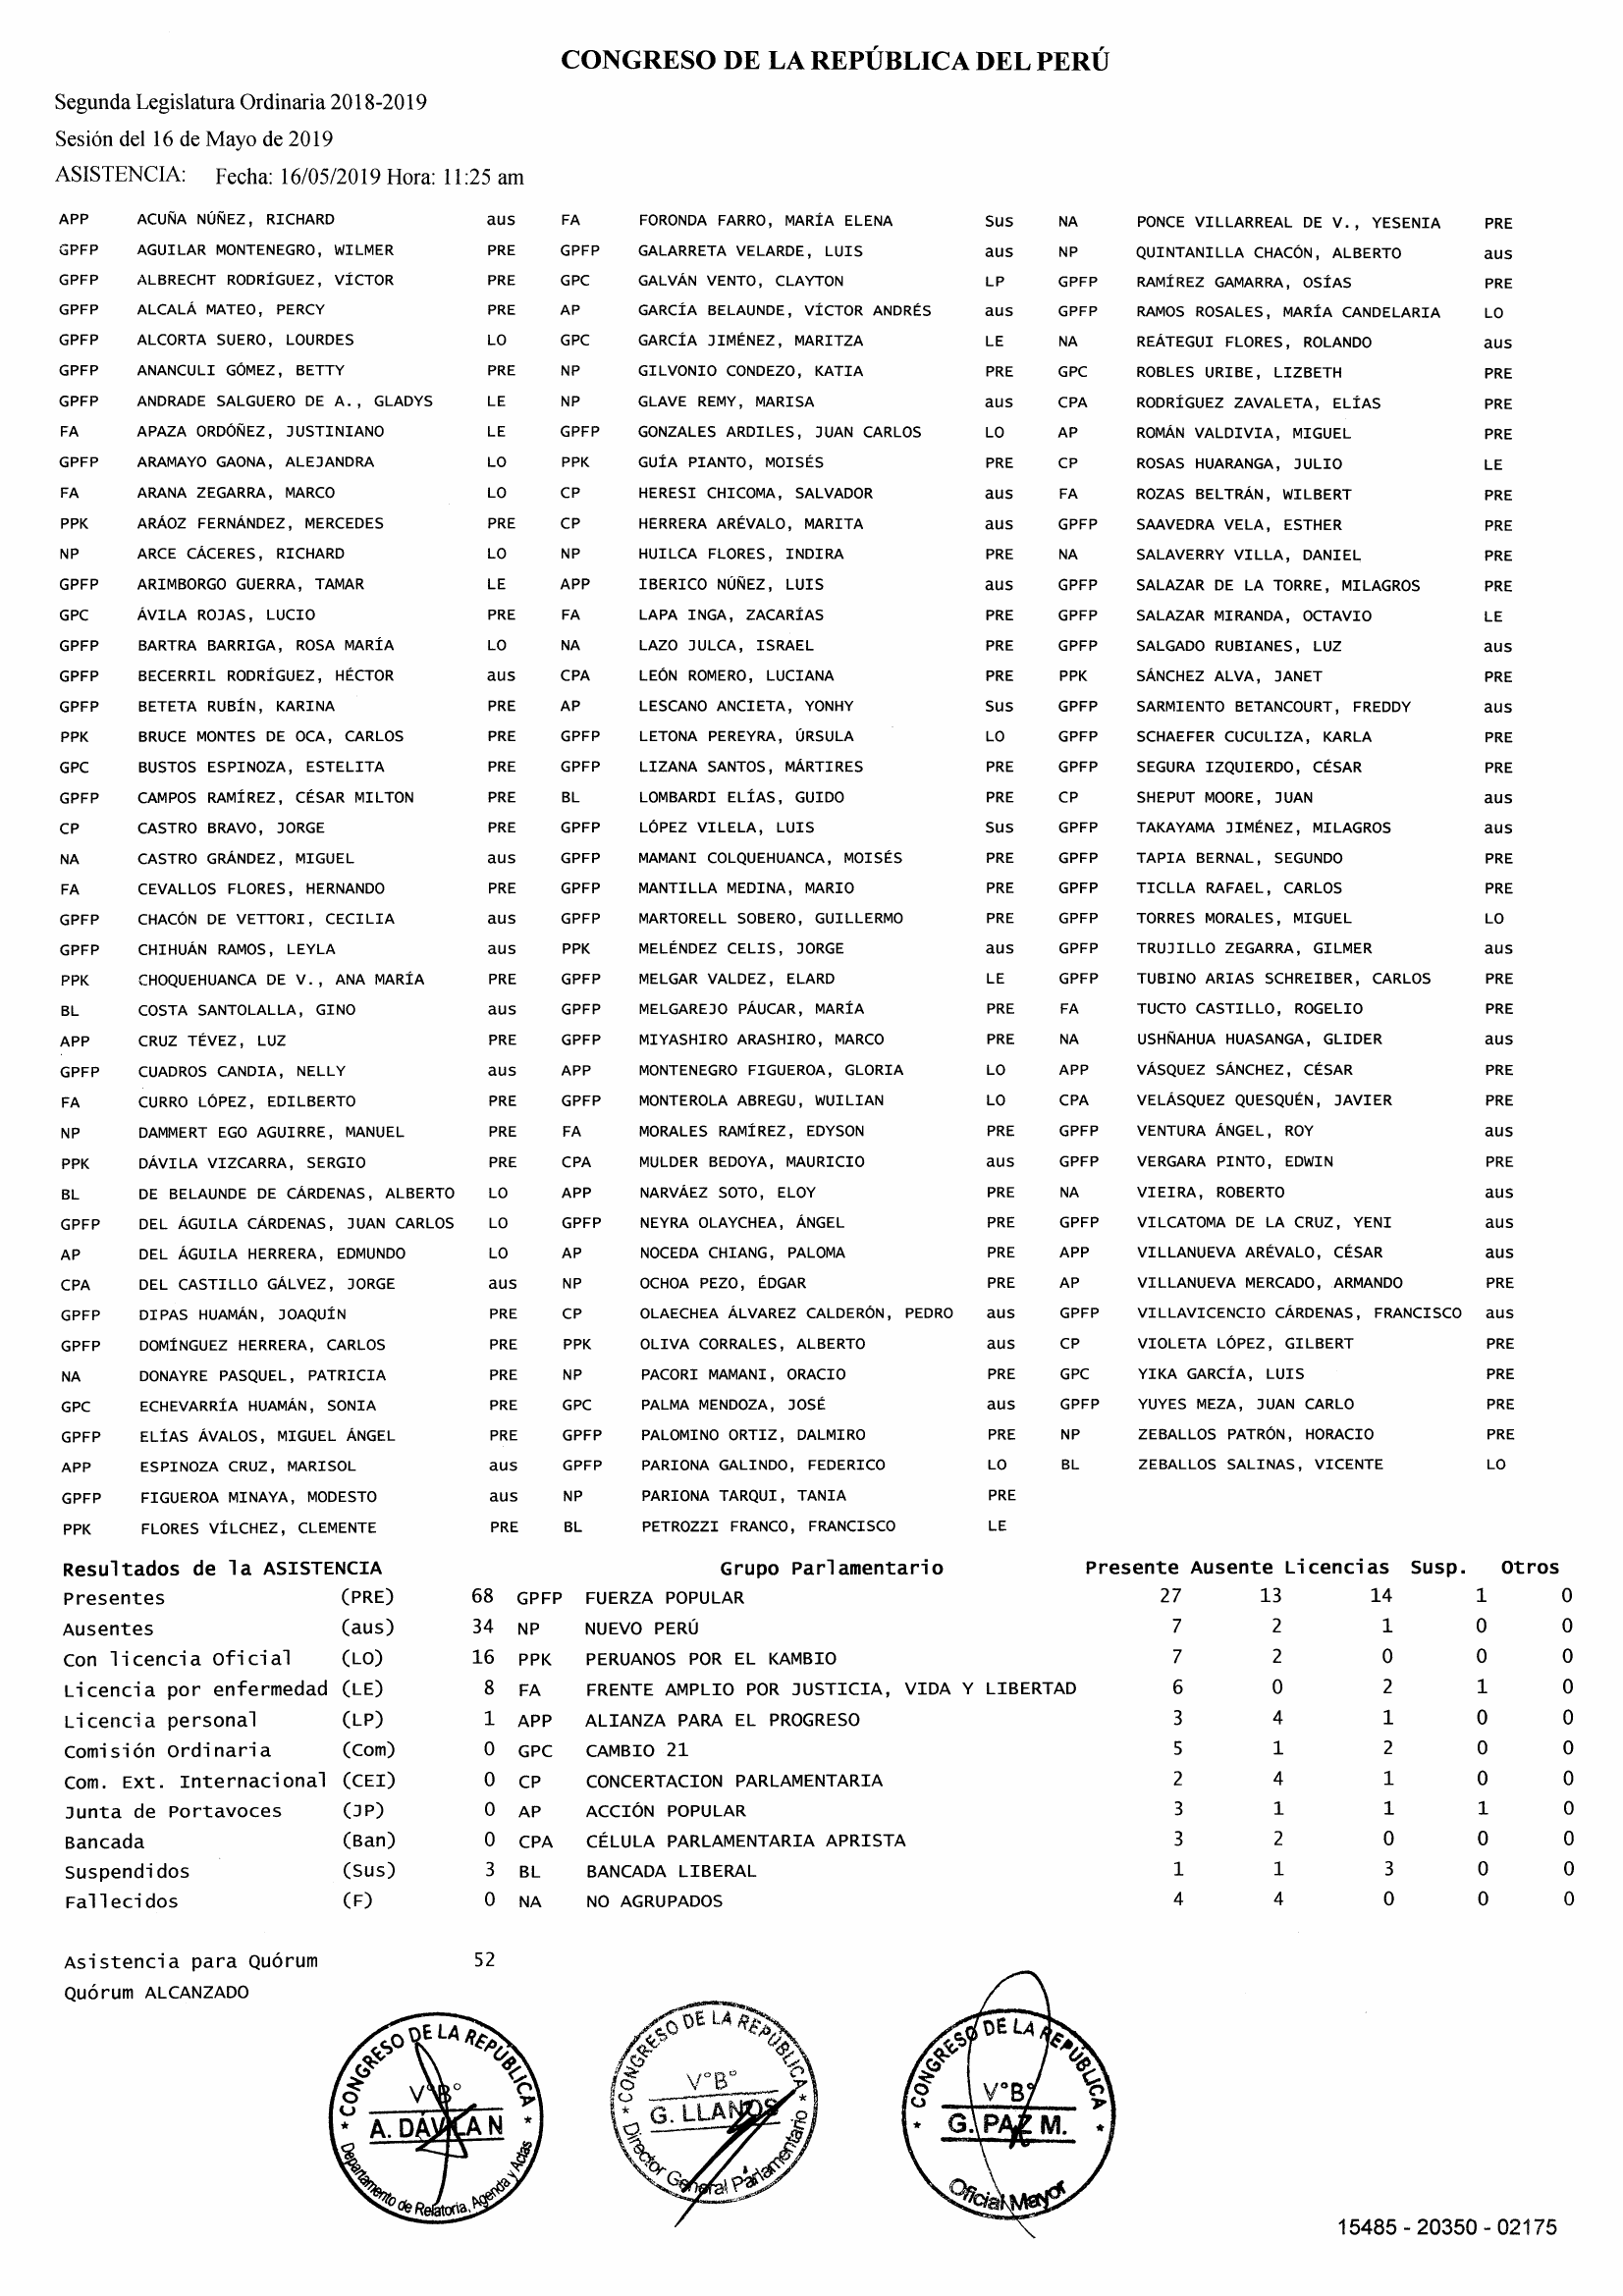 CONGRESO DE LA REPÚBLICA DEL PERÚ
Segunda Legislatura Ordinaria 2018-2019
Sesión del 16 de Mayo de 2019
ASISTENCIA: Fecha: 16/05/2019 Hora: 11:25 am
APP ACUÑA NÚÑEZ, RICHARD aus FA FORONDA FARRO, MARÍA ELENA Sus NA PONCE VILLARREAL DE V., YESENIA PRE
GPFP AGUILAR MONTENEGRO, WILMER PRE GPFP GALARRETA VELARDE, LUIS aus NP QUINTANILLA CHACÓN, ALBERTO aus
GPFP ALBRECHT RODRÍGUEZ, VÍCTOR PRE GPC GALVÁN VENTO, CLAYTON LP GPFP RAMÍREZ GAMARRA, OSÍAS PRE
GPFP ALCALÁ MATEO, PERCY PRE AP GARCÍA BELAUNDE, VÍCTOR ANDRÉS aus GPFP RAMOS ROSALES, MARÍA CANDELARIA LO
GPFP ALCORTA SUERO, LOURDES LO GPC GARCÍA JIMÉNEZ, MARITZA LE NA REÁTEGUI FLORES, ROLANDO aus
GPFP ANANCULI GÓMEZ, BETTY PRE NP GILVONIO CONDEZO, KATIA PRE GPC ROBLES URIBE, LIZBETH PRE
GPFP ANDRADE SALGUERO DE A., GLADYS LE NP GLAVE REMY, MARISA aus CPA RODRÍGUEZ ZAVALETA, ELÍAS PRE
FA APAZA ORDÓÑEZ, JUSTINIANO LE GPFP GONZALES ARDILES, JUAN CARLOS LO AP ROMÁN VALDIVIA, MIGUEL PRE
GPFP ARAMAYO GAONA, ALEJANDRA LO PPK GUÍA PIANTO, MOISÉS PRE CP ROSAS HUARANGA, JULIO LE
FA ARANA ZEGARRA, MARCO LO CP HERESI CHICOMA, SALVADOR aus FA ROZAS BELTRÁN, WILBERT PRE
PPK ARÁOZ FERNÁNDEZ, MERCEDES PRE CP HERRERA ARÉVALO, MARITA aus GPFP SAAVEDRA VELA, ESTHER PRE
NP ARCE CÁCERES, RICHARD LO NP HUILCA FLORES, INDIRA PRE NA SALAVERRY VILLA, DANIEL PRE
GPFP ARIMBORGO GUERRA, TAMAR LE APP IBERICO NÚÑEZ, LUIS aus GPFP SALAZAR DE LA TORRE, MILAGROS PRE
GPC ÁVILA ROJAS, LUCIO PRE FA LAPA INGA, ZACARÍAS PRE GPFP SALAZAR MIRANDA, OCTAVIO LE
GPFP BARTRA BARRIGA, ROSA MARÍA LO NA LAZO JULCA, ISRAEL PRE GPFP SALGADO RUBIANES, LUZ aus
GPFP BECERRIL RODRÍGUEZ, HÉCTOR aus CPA LEÓN ROMERO, LUCIANA PRE PPK SÁNCHEZ ALVA, JANET PRE
GPFP BETETA RUBÍN, KARINA PRE AP LESCANO ANCIETA, YONHY Sus GPFP SARMIENTO BETANCOURT, FREDDY aus
PPK BRUCE MONTES DE OCA, CARLOS PRE GPFP LETONA PEREYRA, ÚRSULA LO GPFP SCHAEFER CUCULIZA, KARLA PRE
GPC BUSTOS ESPINOZA, ESTELITA PRE GPFP LIZANA SANTOS, MÁRTIRES PRE GPFP SEGURA IZQUIERDO, CÉSAR PRE
GPFP CAMPOS RAMÍREZ, CÉSAR MILTON PRE BL LOMBARDI ELÍAS, GUIDO PRE CP SHEPUT MOORE, JUAN aus
CP CASTRO BRAVO, JORGE PRE GPFP LÓPEZ VILELA, LUIS Sus GPFP TAKAYAMA JIMÉNEZ, MILAGROS aus
NA CASTRO GRÁNDEZ, MIGUEL aus GPFP MAMANI COLQUEHUANCA, MOISÉS PRE GPFP TAPIA BERNAL, SEGUNDO PRE
FA CEVALLOS FLORES, HERNANDO PRE GPFP MANTILLA MEDINA, MARIO PRE GPFP TICLLA RAFAEL, CARLOS PRE
GPFP CHACÓN DE VETTORI, CECILIA aus GPFP MARTORELL SOBERO, GUILLERMO PRE GPFP TORRES MORALES, MIGUEL LO
GPFP CHIHUÁN RAMOS, LEYLA aus PPK MELÉNDEZ CELIS, JORGE aus GPFP TRUJILLO ZEGARRA, GILMER aus
PPK CHOQUEHUANCA DE V., ANA MARÍA PRE GPFP MELGAR VALDEZ, ELARD LE GPFP TUBINO ARIAS SCHREIBER, CARLOS PRE
BL COSTA SANTOLALLA, GINO aus GPFP MELGAREJO PÁUCAR, MARÍA PRE FA TUCTO CASTILLO, ROGELIO PRE
APP CRUZ TÉVEZ, LUZ PRE GPFP MIYASHIRO ARASHIRO, MARCO PRE NA USHÑAHUA HUASANGA, GLIDER aus
GPFP CUADROS CANDIA, NELLY aus APP MONTENEGRO FIGUEROA, GLORIA LO APP VÁSQUEZ SÁNCHEZ, CÉSAR PRE
FA CURRO LÓPEZ, EDILBERTO PRE GPFP MONTEROLA ABREGU, WUILIAN LO CPA VELÁSQUEZ QUESQUÉN, JAVIER PRE
NP DAMMERT EGO AGUIRRE, MANUEL PRE FA MORALES RAMÍREZ, EDYSON PRE GPFP VENTURA ÁNGEL, ROY aus
PPK DÁVILA VIZCARRA, SERGIO PRE CPA MULDER BEDOYA, MAURICIO aus GPFP VERGARA PINTO, EDWIN PRE
BL DE BELAUNDE DE CÁRDENAS, ALBERTO LO APP NARVÁEZ SOTO, ELOY PRE NA VIEIRA, ROBERTO aus
GPFP DEL ÁGUILA CÁRDENAS, JUAN CARLOS LO GPFP NEYRA OLAYCHEA, ÁNGEL PRE GPFP VILCATOMA DE LA CRUZ, YENI aus
AP DEL ÁGUILA HERRERA, EDMUNDO LO AP NOCEDA CHIANG, PALOMA PRE APP VILLANUEVA ARÉVALO, CÉSAR aus
CPA DEL CASTILLO GÁLVEZ, JORGE aus NP OCHOA PEZO, ÉDGAR PRE AP VILLANUEVA MERCADO, ARMANDO PRE
GPFP DIPAS HUAMÁN, JOAQUÍN PRE CP OLAECHEA ÁLVAREZ CALDERÓN, PEDRO aus GPFP VILLAVICENCIO CÁRDENAS, FRANCISCO aus
GPFP DOMÍNGUEZ HERRERA, CARLOS PRE PPK OLIVA CORRALES, ALBERTO aus CP VIOLETA LÓPEZ, GILBERT PRE
NA DONAYRE PASQUEL, PATRICIA PRE NP PACORI MAMANI, ORACIO PRE GPC YIKA GARCÍA, LUIS PRE
GPC ECHEVARRÍA HUAMÁN, SONIA PRE GPC PALMA MENDOZA, JOSÉ aus GPFP YUYES MEZA, JUAN CARLO PRE
GPFP ELÍAS ÁVALOS, MIGUEL ÁNGEL PRE GPFP PALOMINO ORTIZ, DALMIRO PRE NP ZEBALLOS PATRÓN, HORACIO PRE
APP ESPINOZA CRUZ, MARISOL aus GPFP PARIONA GALINDO, FEDERICO LO BL ZEBALLOS SALINAS, VICENTE LO
GPFP FIGUEROA MINAYA, MODESTO aus NP PARIONA TARQUI, TANIA PRE
PPK FLORES VÍLCHEZ, CLEMENTE PRE BL PETROZZI FRANCO, FRANCISCO LE
Resultados de la ASISTENCIA Grupo Parlamentario Presente Ausente Licencias Susp. Otros
Presentes (PRE) 68 GPFP FUERZA POPULAR 27 13 14 1 0
Ausentes (aus) 34 NP NUEVO PERÚ 7 2 1 0 0
Con licencia Oficial (LO) 16 PPK PERUANOS POR EL KAMBIO 7 2 0 0 0
Licencia por enfermedad (LE) 8 FA FRENTE AMPLIO POR JUSTICIA, VIDA Y LIBERTAD 6 0 2 1 0
Licencia personal (LP) 1 APP ALIANZA PARA EL PROGRESO 3 4 1 0 0
Comisión Ordinaria (Com) 0 GPC CAMBIO 21 5 1 2 0 0
Com. Ext. Internacional (CEI) 0 CP CONCERTACION PARLAMENTARIA 2 4 1 0 0
Junta de Portavoces (JP) 0 AP ACCIÓN POPULAR 3 1 1 1 0
Bancada (Ban) 0 CPA CÉLULA PARLAMENTARIA APRISTA 3 2 0 0 0
Suspendidos (Sus) 3 BL BANCADA LIBERAL 1 1 3 0 0
Fallecidos (F) 0 NA NO AGRUPADOS 4 4 0 0 0
Asistencia para Quórum 52
Quórum ALCANZADO
* CONGRESO DE LA REPÚBLICA *
V°B°
A. DÁVILA N
Departamento de Relatoria, Agenda y Actas
* CONGRESO DE LA REPÚBLICA *
V°B°
G. LLANOS
Director General Parlamentario
* CONGRESO DE LA REPÚBLICA *
V°B°
G. PAZ M.
Oficial Mayor
15485 - 20350 - 02175